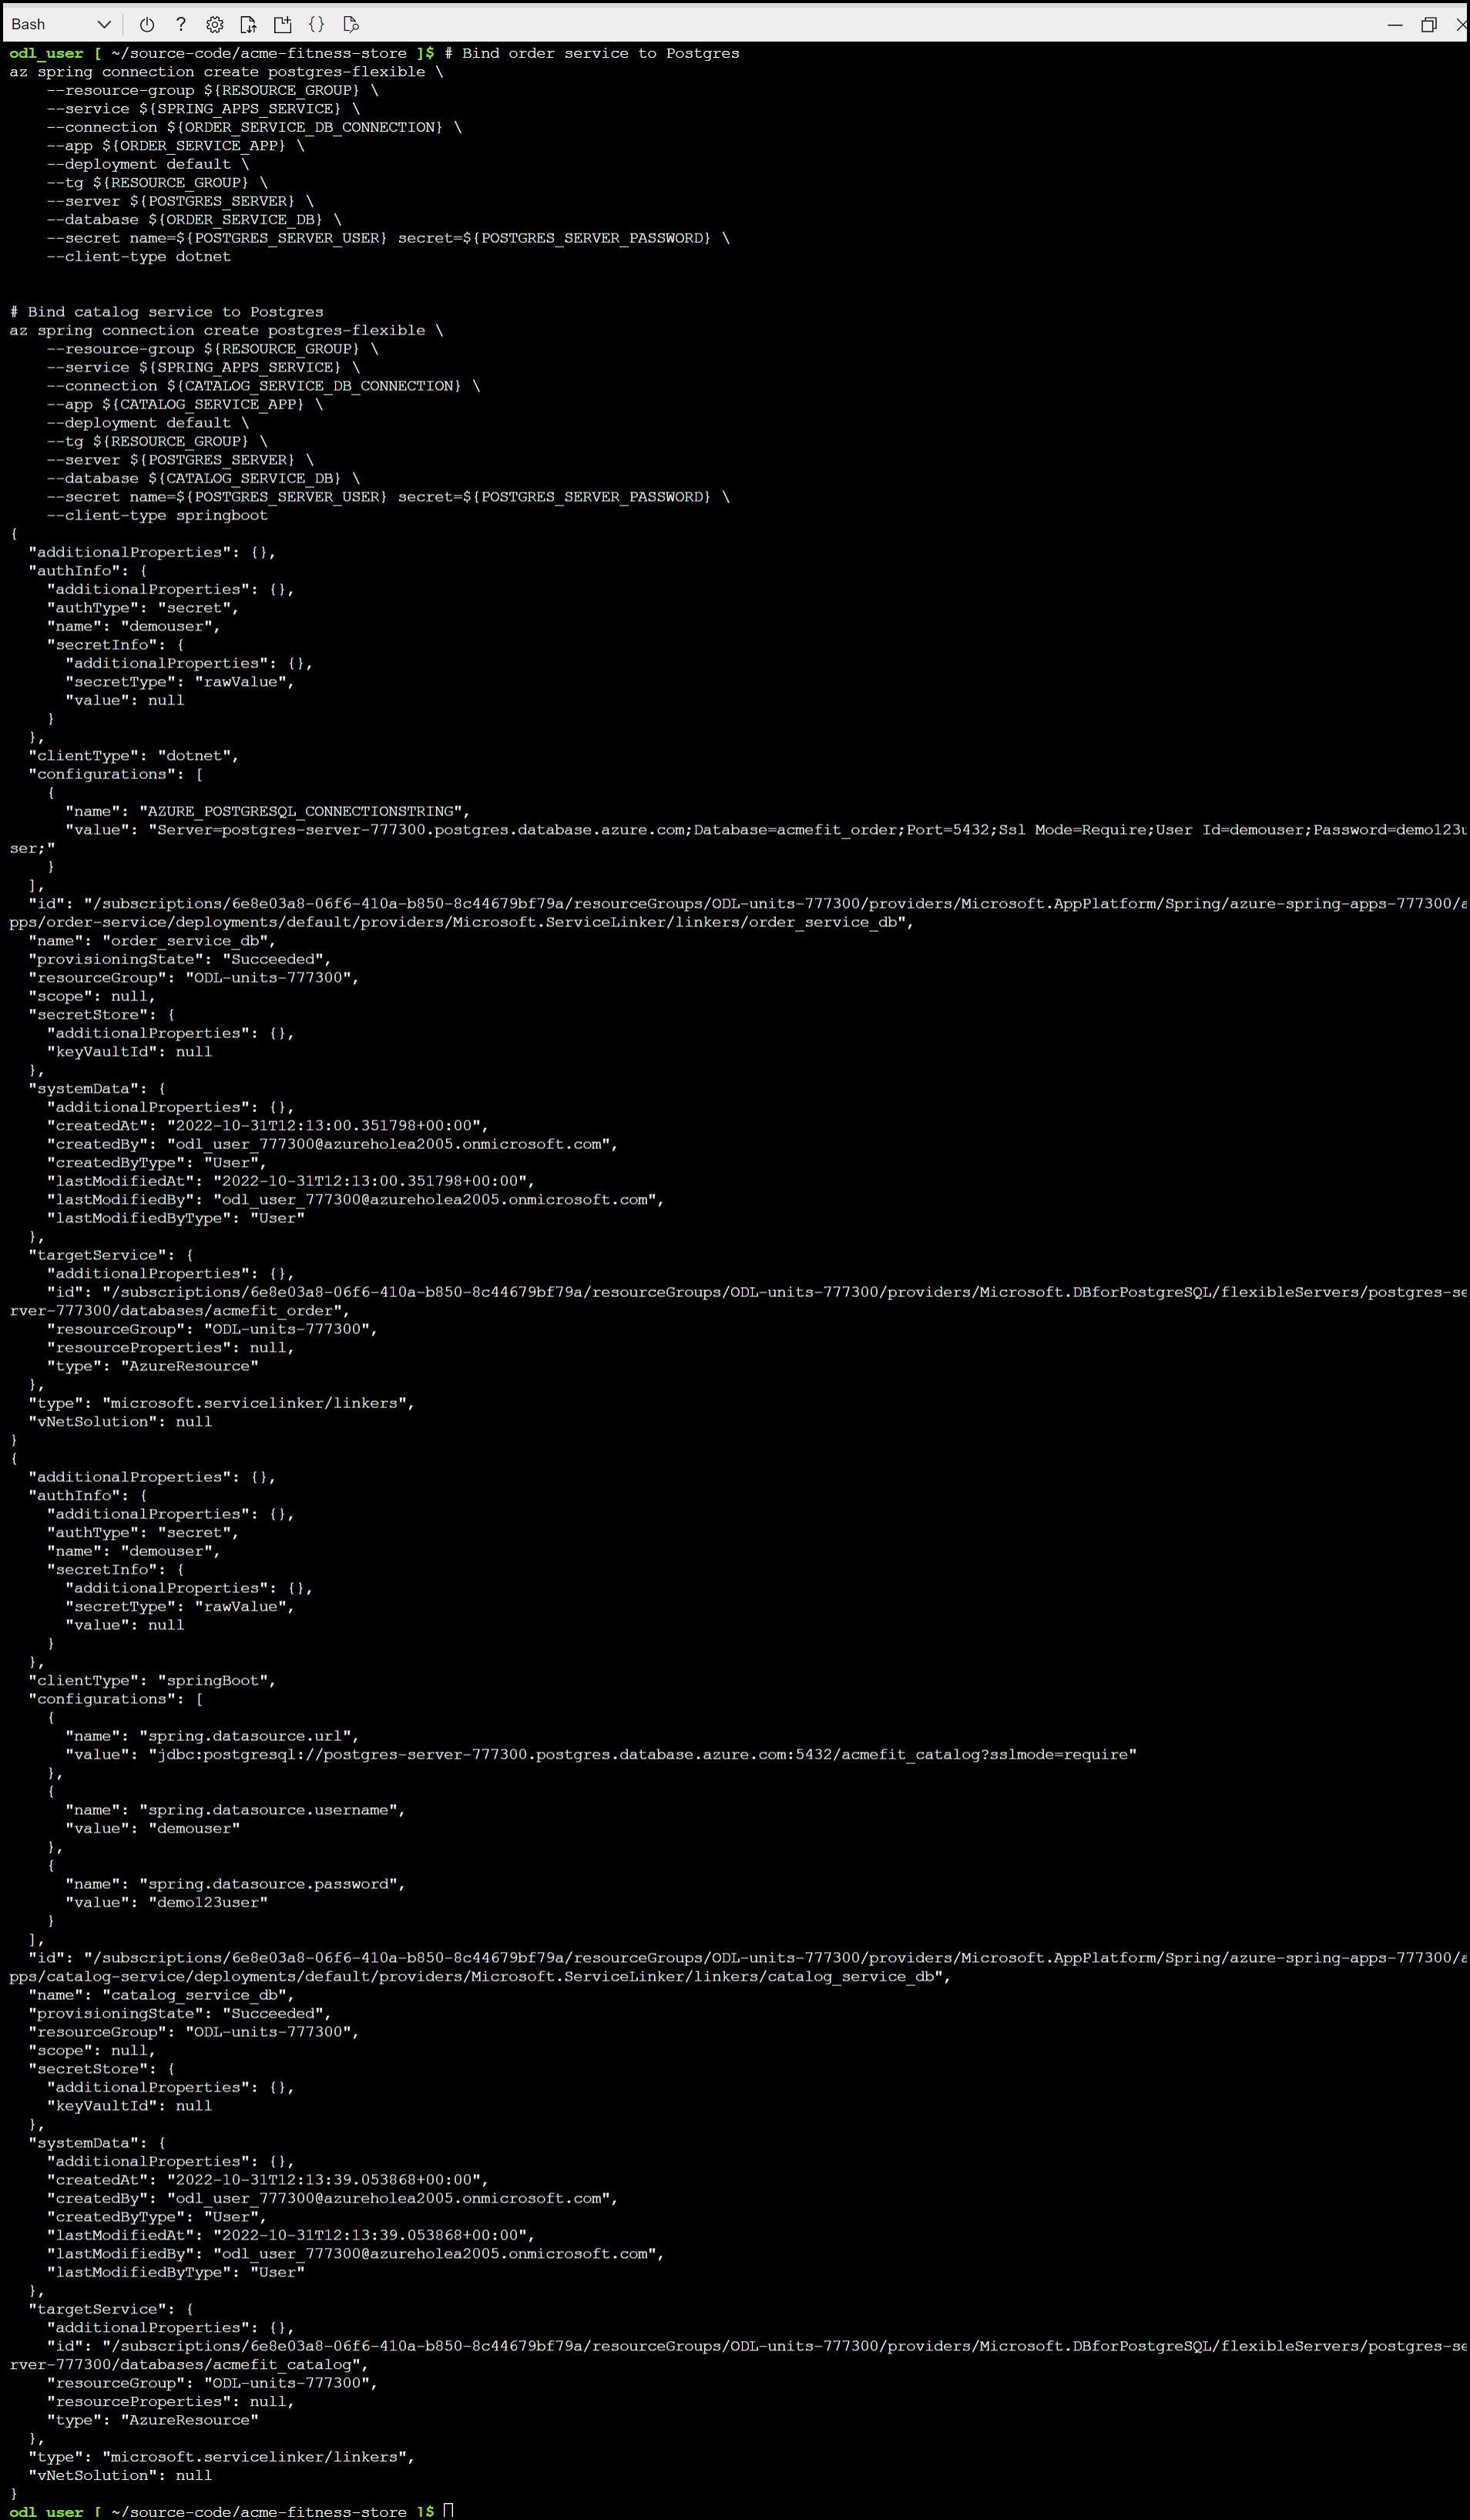 Bash
odl_user [ ~/source-code/acme-fitness-store ]$ # Bind order service to Postgres
az spring connection create postgres-flexible \
    --resource-group ${RESOURCE_GROUP} \
    --service ${SPRING_APPS_SERVICE} \
    --connection ${ORDER_SERVICE_DB_CONNECTION} \
    --app ${ORDER_SERVICE_APP} \
    --deployment default \
    --tg ${RESOURCE_GROUP} \
    --server ${POSTGRES_SERVER} \
    --database ${ORDER_SERVICE_DB} \
    --secret name=${POSTGRES_SERVER_USER} secret=${POSTGRES_SERVER_PASSWORD} \
    --client-type dotnet
# Bind catalog service to Postgres
az spring connection create postgres-flexible \
    --resource-group ${RESOURCE_GROUP} \
    --service ${SPRING_APPS_SERVICE} \
    --connection ${CATALOG_SERVICE_DB_CONNECTION} \
    --app ${CATALOG_SERVICE_APP} \
    --deployment default \
    --tg ${RESOURCE_GROUP} \
    --server ${POSTGRES_SERVER} \
    --database ${CATALOG_SERVICE_DB} \
    --secret name=${POSTGRES_SERVER_USER} secret=${POSTGRES_SERVER_PASSWORD} \
    --client-type springboot
{
  "additionalProperties": {},
  "authInfo": {
    "additionalProperties": {},
    "authType": "secret",
    "name": "demouser",
    "secretInfo": {
      "additionalProperties": {},
      "secretType": "rawValue",
      "value": null
    }
  },
  "clientType": "dotnet",
  "configurations": [
    {
      "name": "AZURE_POSTGRESQL_CONNECTIONSTRING",
      "value": "Server=postgres-server-777300.postgres.database.azure.com;Database=acmefit_order;Port=5432;Ssl Mode=Require;User Id=demouser;Password=demo123u
ser;"
    }
  ],
  "id": "/subscriptions/6e8e03a8-06f6-410a-b850-8c44679bf79a/resourceGroups/ODL-units-777300/providers/Microsoft.AppPlatform/Spring/azure-spring-apps-777300/a
pps/order-service/deployments/default/providers/Microsoft.ServiceLinker/linkers/order_service_db",
  "name": "order_service_db",
  "provisioningState": "Succeeded",
  "resourceGroup": "ODL-units-777300",
  "scope": null,
  "secretStore": {
    "additionalProperties": {},
    "keyVaultId": null
  },
  "systemData": {
    "additionalProperties": {},
    "createdAt": "2022-10-31T12:13:00.351798+00:00",
    "createdBy": "odl_user_777300@azureholea2005.onmicrosoft.com",
    "createdByType": "User",
    "lastModifiedAt": "2022-10-31T12:13:00.351798+00:00",
    "lastModifiedBy": "odl_user_777300@azureholea2005.onmicrosoft.com",
    "lastModifiedByType": "User"
  },
  "targetService": {
    "additionalProperties": {},
    "id": "/subscriptions/6e8e03a8-06f6-410a-b850-8c44679bf79a/resourceGroups/ODL-units-777300/providers/Microsoft.DBforPostgreSQL/flexibleServers/postgres-se
rver-777300/databases/acmefit_order",
    "resourceGroup": "ODL-units-777300",
    "resourceProperties": null,
    "type": "AzureResource"
  },
  "type": "microsoft.servicelinker/linkers",
  "vNetSolution": null
}
{
  "additionalProperties": {},
  "authInfo": {
    "additionalProperties": {},
    "authType": "secret",
    "name": "demouser",
    "secretInfo": {
      "additionalProperties": {},
      "secretType": "rawValue",
      "value": null
    }
  },
  "clientType": "springBoot",
  "configurations": [
    {
      "name": "spring.datasource.url",
      "value": "jdbc:postgresql://postgres-server-777300.postgres.database.azure.com:5432/acmefit_catalog?sslmode=require"
    },
    {
      "name": "spring.datasource.username",
      "value": "demouser"
    },
    {
      "name": "spring.datasource.password",
      "value": "demo123user"
    }
  ],
  "id": "/subscriptions/6e8e03a8-06f6-410a-b850-8c44679bf79a/resourceGroups/ODL-units-777300/providers/Microsoft.AppPlatform/Spring/azure-spring-apps-777300/a
pps/catalog-service/deployments/default/providers/Microsoft.ServiceLinker/linkers/catalog_service_db",
  "name": "catalog_service_db",
  "provisioningState": "Succeeded",
  "resourceGroup": "ODL-units-777300",
  "scope": null,
  "secretStore": {
    "additionalProperties": {},
    "keyVaultId": null
  },
  "systemData": {
    "additionalProperties": {},
    "createdAt": "2022-10-31T12:13:39.053868+00:00",
    "createdBy": "odl_user_777300@azureholea2005.onmicrosoft.com",
    "createdByType": "User",
    "lastModifiedAt": "2022-10-31T12:13:39.053868+00:00",
    "lastModifiedBy": "odl_user_777300@azureholea2005.onmicrosoft.com",
    "lastModifiedByType": "User"
  },
  "targetService": {
    "additionalProperties": {},
    "id": "/subscriptions/6e8e03a8-06f6-410a-b850-8c44679bf79a/resourceGroups/ODL-units-777300/providers/Microsoft.DBforPostgreSQL/flexibleServers/postgres-se
rver-777300/databases/acmefit_catalog",
    "resourceGroup": "ODL-units-777300",
    "resourceProperties": null,
    "type": "AzureResource"
  },
  "type": "microsoft.servicelinker/linkers",
  "vNetSolution": null
}
odl_user [ ~/source-code/acme-fitness-store ]$